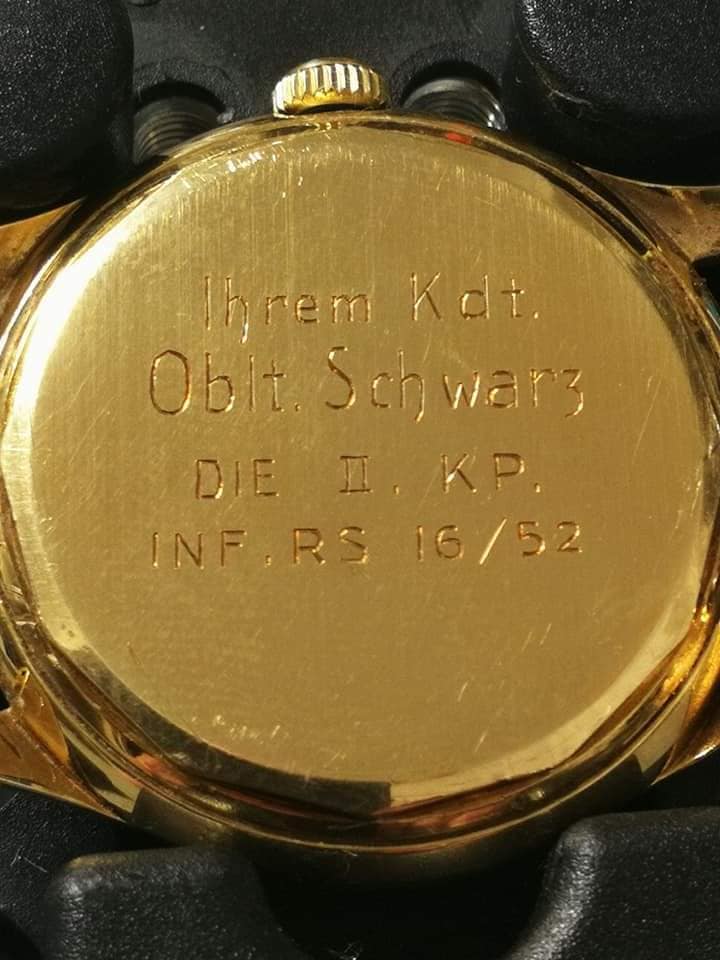 Ihrem Kdt.
Oblt. Schwarz
DIE II. KP.
INF. RS 16/52